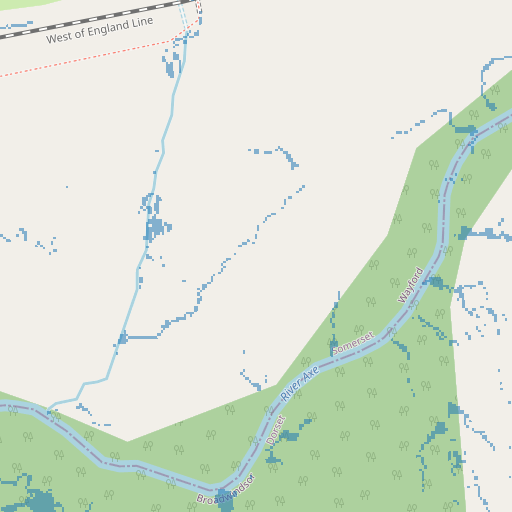 West of England Line
Wayford
Somerset
River Axe
Dorset
Broadwindsor